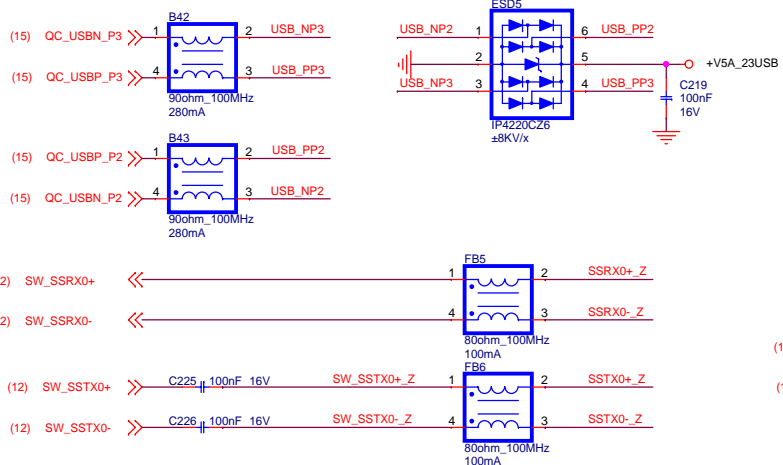 B42
(15) QC_USBN_P3 1 2 USB_NP3
(15) QC_USBP_P3 4 3 USB_PP3
90ohm_100MHz
280mA
ESD5
USB_NP2 1 6 USB_PP2
2 5 +V5A_23USB
USB_NP3 3 4 USB_PP3
IP4220CZ6
±8KV/x
C219
100nF
16V
B43
(15) QC_USBP_P2 1 2 USB_PP2
(15) QC_USBN_P2 4 3 USB_NP2
90ohm_100MHz
280mA
FB5
2) SW_SSRX0+ 1 2 SSRX0+_Z
2) SW_SSRX0- 4 3 SSRX0-_Z
80ohm_100MHz
100mA
FB6
(12) SW_SSTX0+ C225 100nF 16V SW_SSTX0+_Z 1 2 SSTX0+_Z
(12) SW_SSTX0- C226 100nF 16V SW_SSTX0-_Z 4 3 SSTX0-_Z
80ohm_100MHz
100mA
(1
(